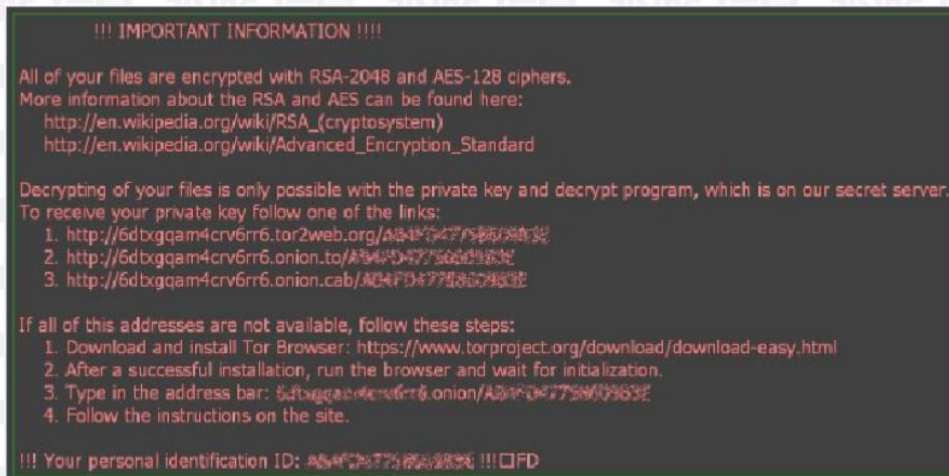 !!! IMPORTANT INFORMATION !!!!
All of your files are encrypted with RSA-2048 and AES-128 ciphers.
More information about the RSA and AES can be found here:
http://en.wikipedia.org/wiki/RSA_(cryptosystem)
http://en.wikipedia.org/wiki/Advanced_Encryption_Standard
Decrypting of your files is only possible with the private key and decrypt program, which is on our secret server.
To receive your private key follow one of the links:
1. http://6dtxgqam4crv6rr6.tor2web.org/
2. http://6dtxgqam4crv6rr6.onion.to/
3. http://6dtxgqam4crv6rr6.onion.cab/
If all of this addresses are not available, follow these steps:
1. Download and install Tor Browser: https://www.torproject.org/download/download-easy.html
2. After a successful installation, run the browser and wait for initialization.
3. Type in the address bar: .onion/
4. Follow the instructions on the site.
!!! Your personal identification ID: !!!□FD